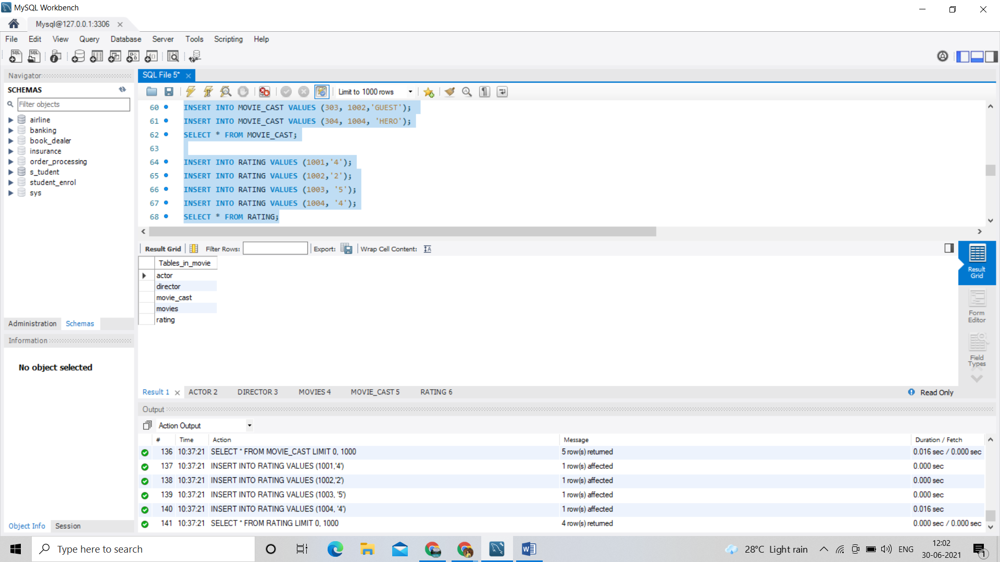 MySQL Workbench
Mysql@127.0.0.1:3306
File Edit View Query Database Server Tools Scripting Help
Navigator
SCHEMAS
Filter objects
airline
banking
book_dealer
insurance
order_processing
s_tudent
student_enrol
sys
Administration Schemas
Information
No object selected
Object Info Session
SQL File 5*
Limit to 1000 rows
60 INSERT INTO MOVIE_CAST VALUES (303, 1002,'GUEST');
61 INSERT INTO MOVIE_CAST VALUES (304, 1004, 'HERO');
62 SELECT * FROM MOVIE_CAST;
63
64 INSERT INTO RATING VALUES (1001,'4');
65 INSERT INTO RATING VALUES (1002,'2');
66 INSERT INTO RATING VALUES (1003, '5');
67 INSERT INTO RATING VALUES (1004, '4');
68 SELECT * FROM RATING;
Result Grid Filter Rows: Export: Wrap Cell Content:
Tables_in_movie
actor
director
movie_cast
movies
rating
Result Grid
Form Editor
Field Types
Result 1 ACTOR 2 DIRECTOR 3 MOVIES 4 MOVIE_CAST 5 RATING 6 Read Only
Output
Action Output
# Time Action Message Duration / Fetch
136 10:37:21 SELECT * FROM MOVIE_CAST LIMIT 0, 1000 5 row(s) returned 0.016 sec / 0.000 sec
137 10:37:21 INSERT INTO RATING VALUES (1001,'4') 1 row(s) affected 0.000 sec
138 10:37:21 INSERT INTO RATING VALUES (1002,'2') 1 row(s) affected 0.000 sec
139 10:37:21 INSERT INTO RATING VALUES (1003, '5') 1 row(s) affected 0.000 sec
140 10:37:21 INSERT INTO RATING VALUES (1004, '4') 1 row(s) affected 0.016 sec
141 10:37:21 SELECT * FROM RATING LIMIT 0, 1000 4 row(s) returned 0.000 sec / 0.000 sec
Type here to search
28°C Light rain ENG
12:02
30-06-2021
1